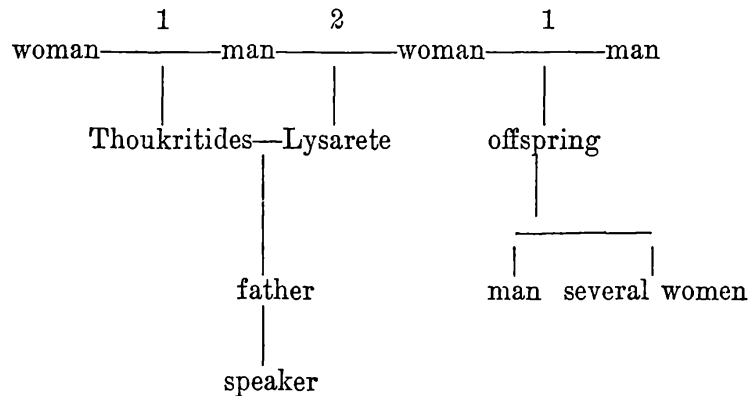 1 2 1
woman man woman man
Thoukritides Lysarete offspring
man several women
father
speaker